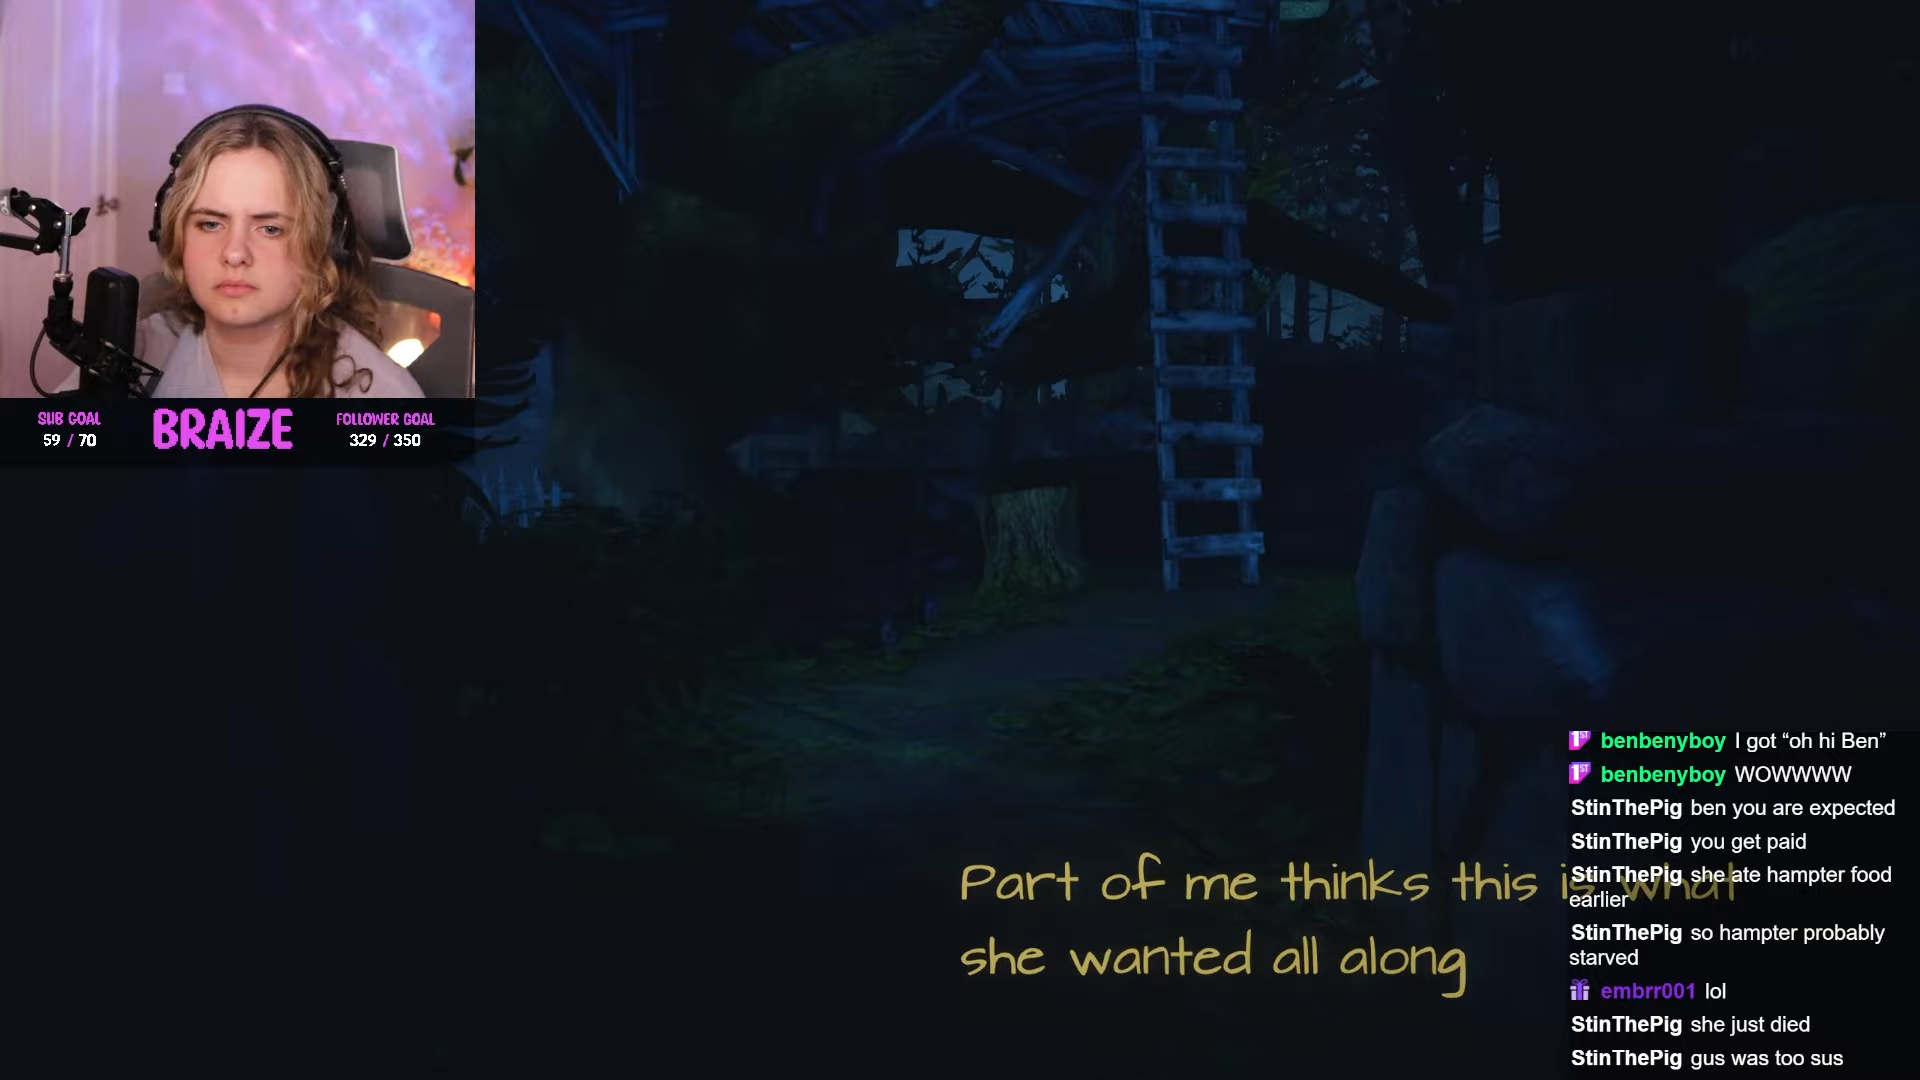 SUB GOAL
59 / 70
BRAIZE
FOLLOWER GOAL
329 / 350
Part of me thinks this is what
she wanted all along
benbenyboy I got “oh hi Ben”
benbenyboy WOWWWW
StinThePig ben you are expected
StinThePig you get paid
StinThePig she ate hampter food
earlier
StinThePig so hampter probably
starved
embrr001 lol
StinThePig she just died
StinThePig gus was too sus